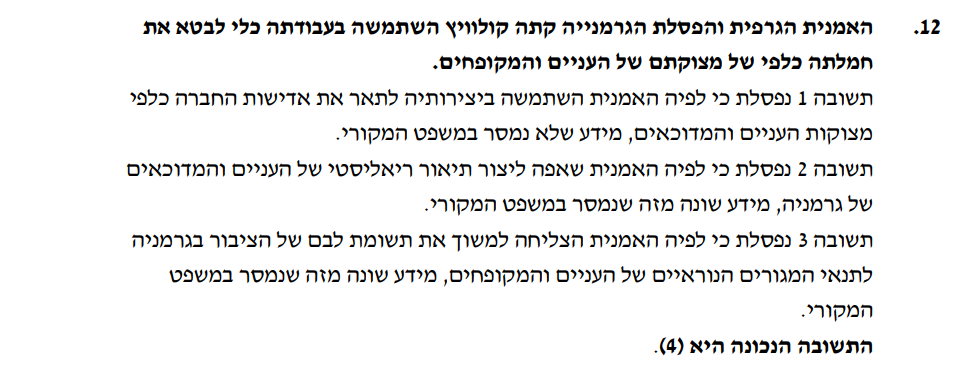 12. האמנית הגרפית והפסלת הגרמנייה קתה קולוויץ השתמשה בעבודתה כלי לבטא את
חמלתה כלפי של מצוקתם של העניים והמקופחים.
תשובה 1 נפסלת כי לפיה האמנית השתמשה ביצירותיה לתאר את אדישות החברה כלפי
מצוקות העניים והמדוכאים, מידע שלא נמסר במשפט המקורי.
תשובה 2 נפסלת כי לפיה האמנית שאפה ליצור תיאור ריאליסטי של העניים והמדוכאים
של גרמניה, מידע שונה מזה שנמסר במשפט המקורי.
תשובה 3 נפסלת כי לפיה האמנית הצליחה למשוך את תשומת לבם של הציבור בגרמניה
לתנאי המגורים הנוראיים של העניים והמקופחים, מידע שונה מזה שנמסר במשפט
המקורי.
התשובה הנכונה היא (4).